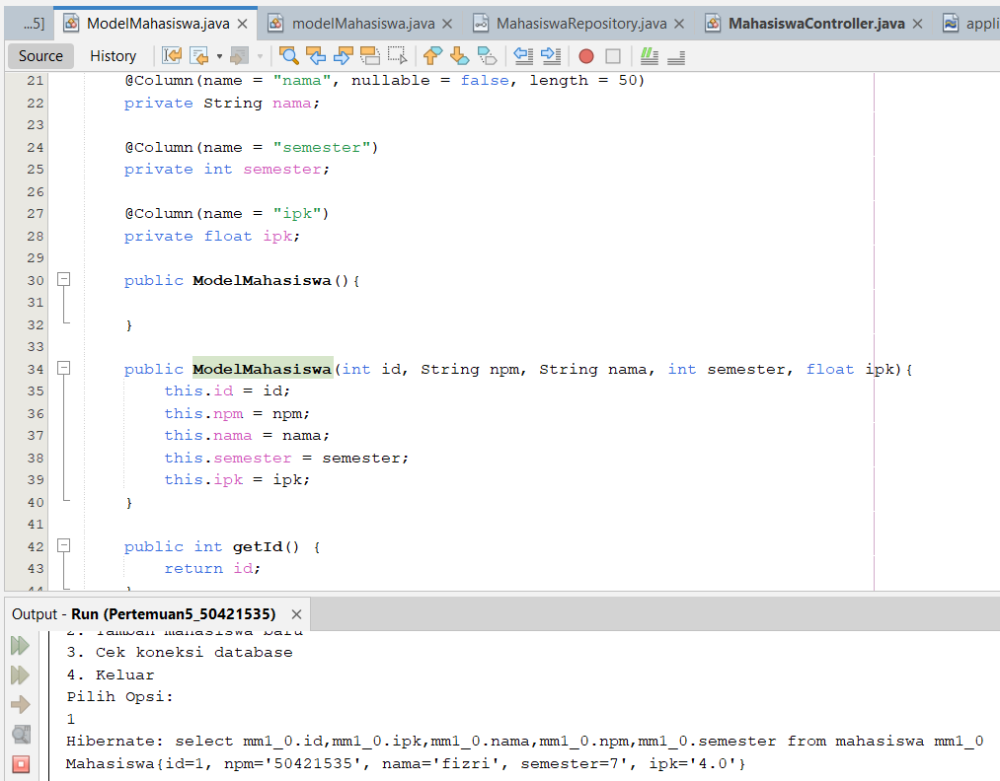 ...5] ModelMahasiswa.java × modelMahasiswa.java × MahasiswaRepository.java × MahasiswaController.java × appli
Source History
21 @Column(name = "nama", nullable = false, length = 50)
22 private String nama;
23
24 @Column(name = "semester")
25 private int semester;
26
27 @Column(name = "ipk")
28 private float ipk;
29
30 public ModelMahasiswa(){
31
32 }
33
34 public ModelMahasiswa(int id, String npm, String nama, int semester, float ipk){
35 this.id = id;
36 this.npm = npm;
37 this.nama = nama;
38 this.semester = semester;
39 this.ipk = ipk;
40 }
41
42 public int getId() {
43 return id;
44 }
Output - Run (Pertemuan5_50421535) ×
2. Tambah mahasiswa baru
3. Cek koneksi database
4. Keluar
Pilih Opsi:
1
Hibernate: select mm1_0.id,mm1_0.ipk,mm1_0.nama,mm1_0.npm,mm1_0.semester from mahasiswa mm1_0
Mahasiswa{id=1, npm='50421535', nama='fizri', semester=7', ipk='4.0'}